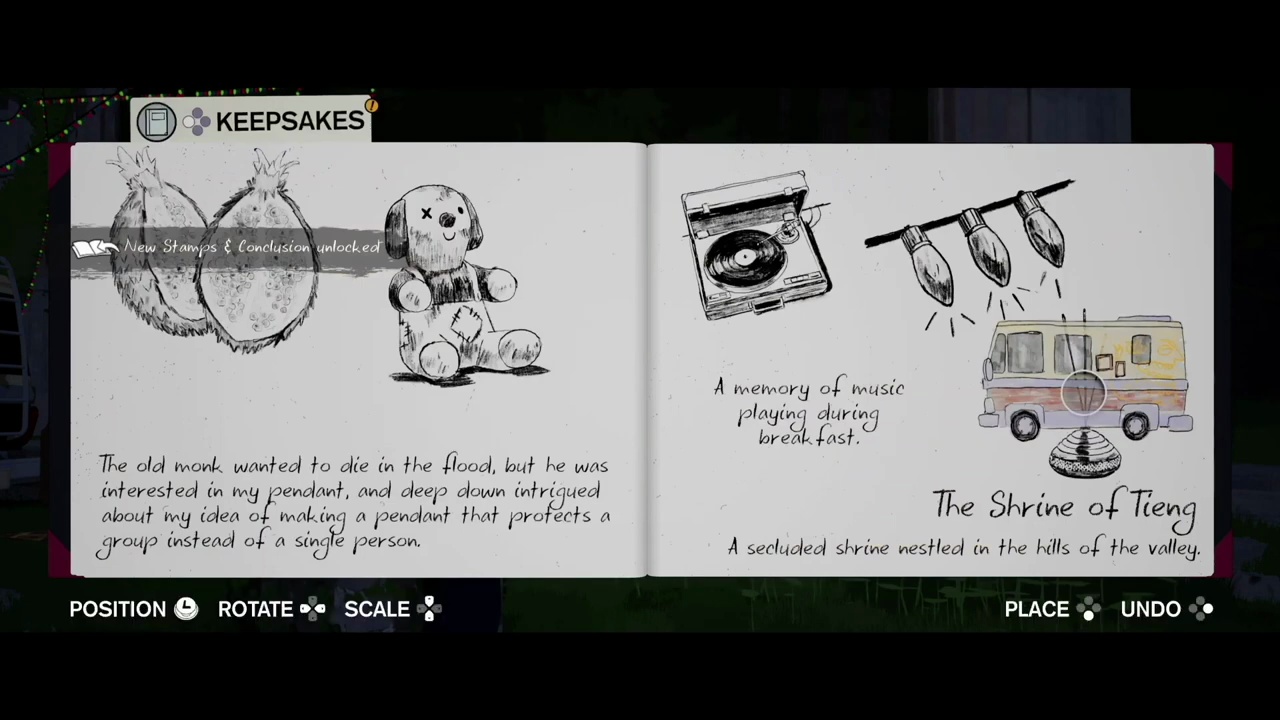 KEEPSAKES
New Stamps & Conclusion unlocked
The old monk wanted to die in the flood, but he was
interested in my pendant, and deep down intrigued
about my idea of making a pendant that protects a
group instead of a single person.
A memory of music
playing during
breakfast.
The Shrine of Tieng
A secluded shrine nestled in the hills of the valley.
POSITION ROTATE SCALE PLACE UNDO